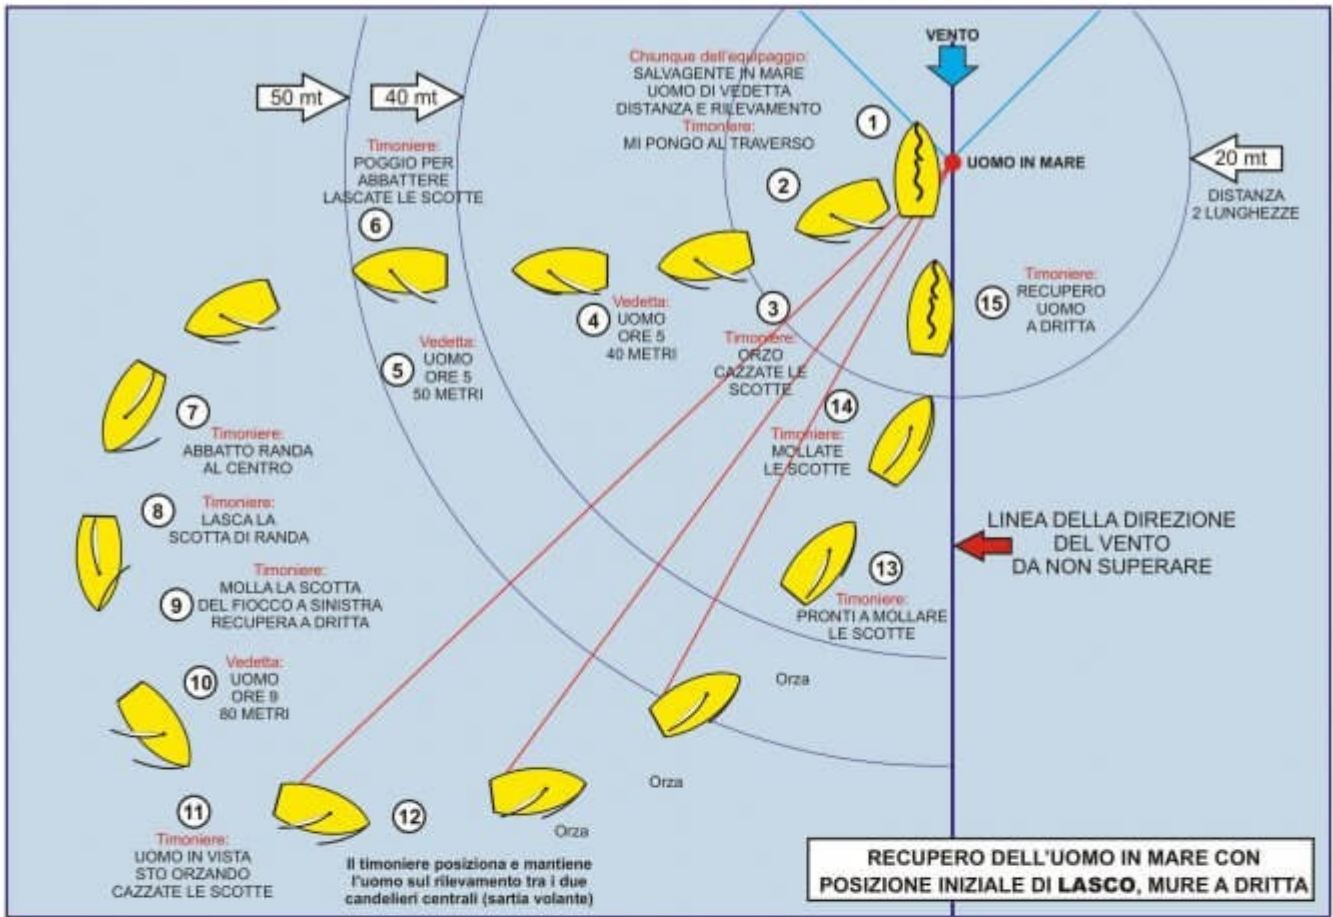 VENTO
Chiunque dell'equipaggio:
SALVAGENTE IN MARE
UOMO DI VEDETTA
DISTANZA E RILEVAMENTO
Timoniere:
MI PONGO AL TRAVERSO
1
50 mt
40 mt
UOMO IN MARE
20 mt
DISTANZA
2 LUNGHEZZE
2
Timoniere:
POGGIO PER
ABBATTERE
LASCATE LE SCOTTE
6
3
Timoniere:
ORZO
CAZZATE LE
SCOTTE
4
Vedetta:
UOMO
ORE 5
40 METRI
15
Timoniere:
RECUPERO
UOMO
A DRITTA
5
Vedetta:
UOMO
ORE 5
50 METRI
7
Timoniere:
ABBATTO RANDA
AL CENTRO
14
Timoniere:
MOLLATE
LE SCOTTE
8
Timoniere:
LASCA LA
SCOTTA DI RANDA
LINEA DELLA DIREZIONE
DEL VENTO
DA NON SUPERARE
9
Timoniere:
MOLLA LA SCOTTA
DEL FIOCCO A SINISTRA
RECUPERA A DRITTA
13
Timoniere:
PRONTI A MOLLARE
LE SCOTTE
10
Vedetta:
UOMO
ORE 9
80 METRI
Orza
Orza
Orza
11
Timoniere:
UOMO IN VISTA
STO ORZANDO
CAZZATE LE SCOTTE
12
Il timoniere posiziona e mantiene
l'uomo sul rilevamento tra i due
candelieri centrali (sartia volante)
RECUPERO DELL'UOMO IN MARE CON
POSIZIONE INIZIALE DI LASCO, MURE A DRITTA